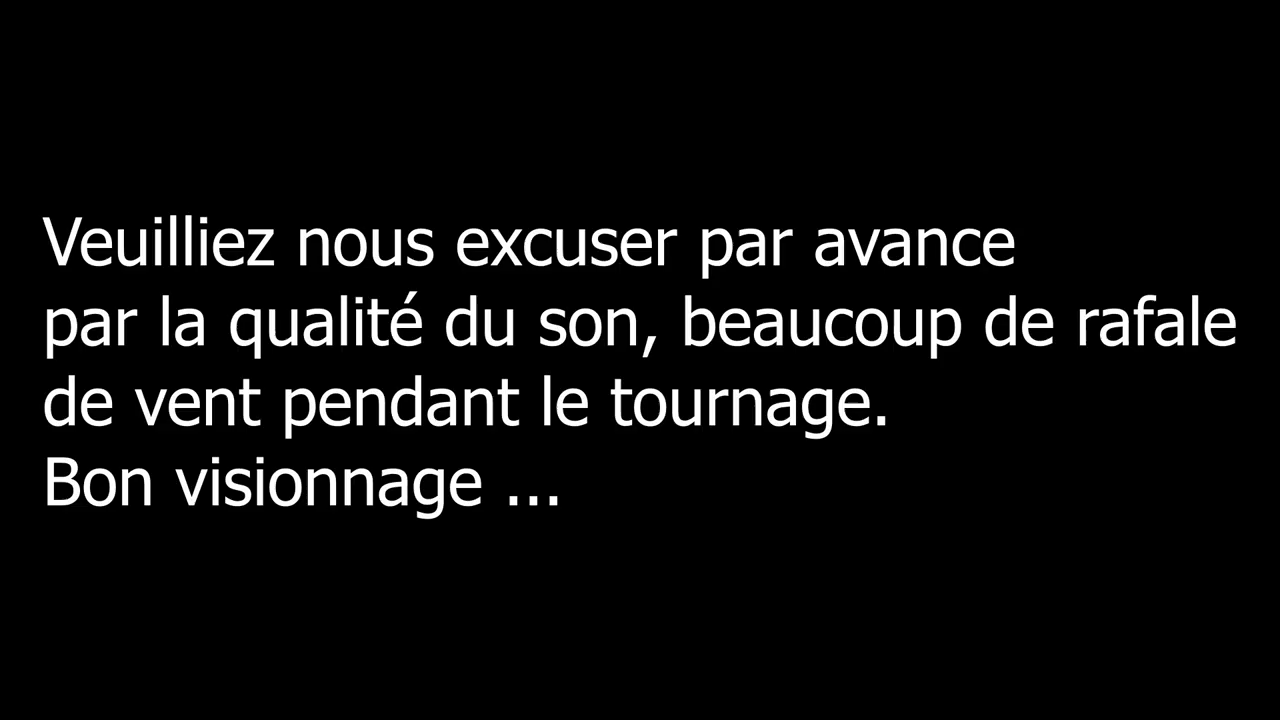 Veuilliez nous excuser par avance
par la qualité du son, beaucoup de rafale
de vent pendant le tournage.
Bon visionnage ...